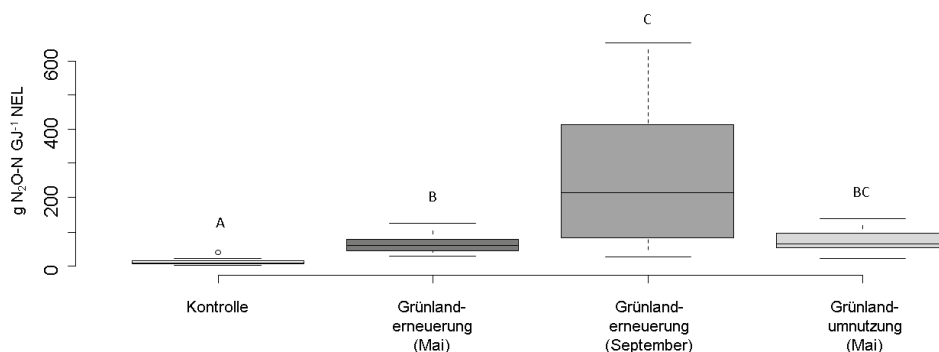 C
600
g N₂O-N GJ⁻¹ NEL
400
200
B
BC
A
0
Kontrolle
Grünland-
erneuerung
(Mai)
Grünland-
erneuerung
(September)
Grünland-
umnutzung
(Mai)